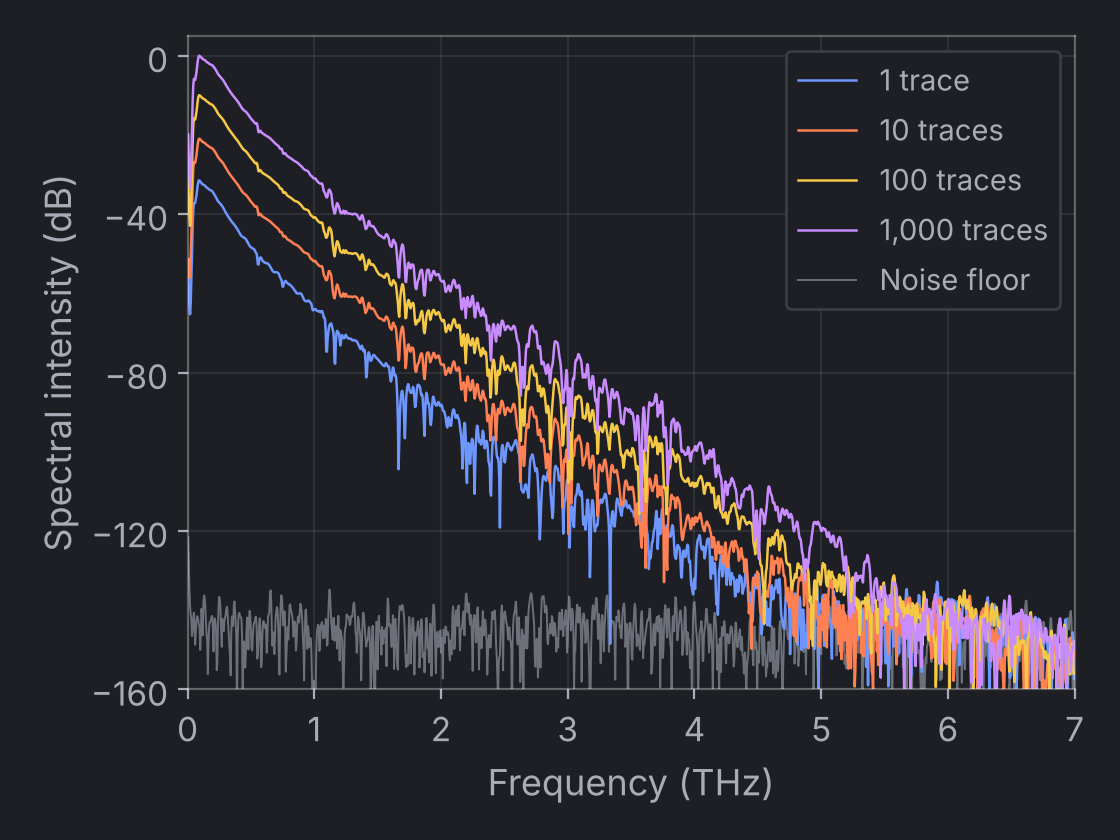 0
−40
−80
−120
−160
Spectral intensity (dB)
1 trace
10 traces
100 traces
1,000 traces
Noise floor
0 1 2 3 4 5 6 7
Frequency (THz)